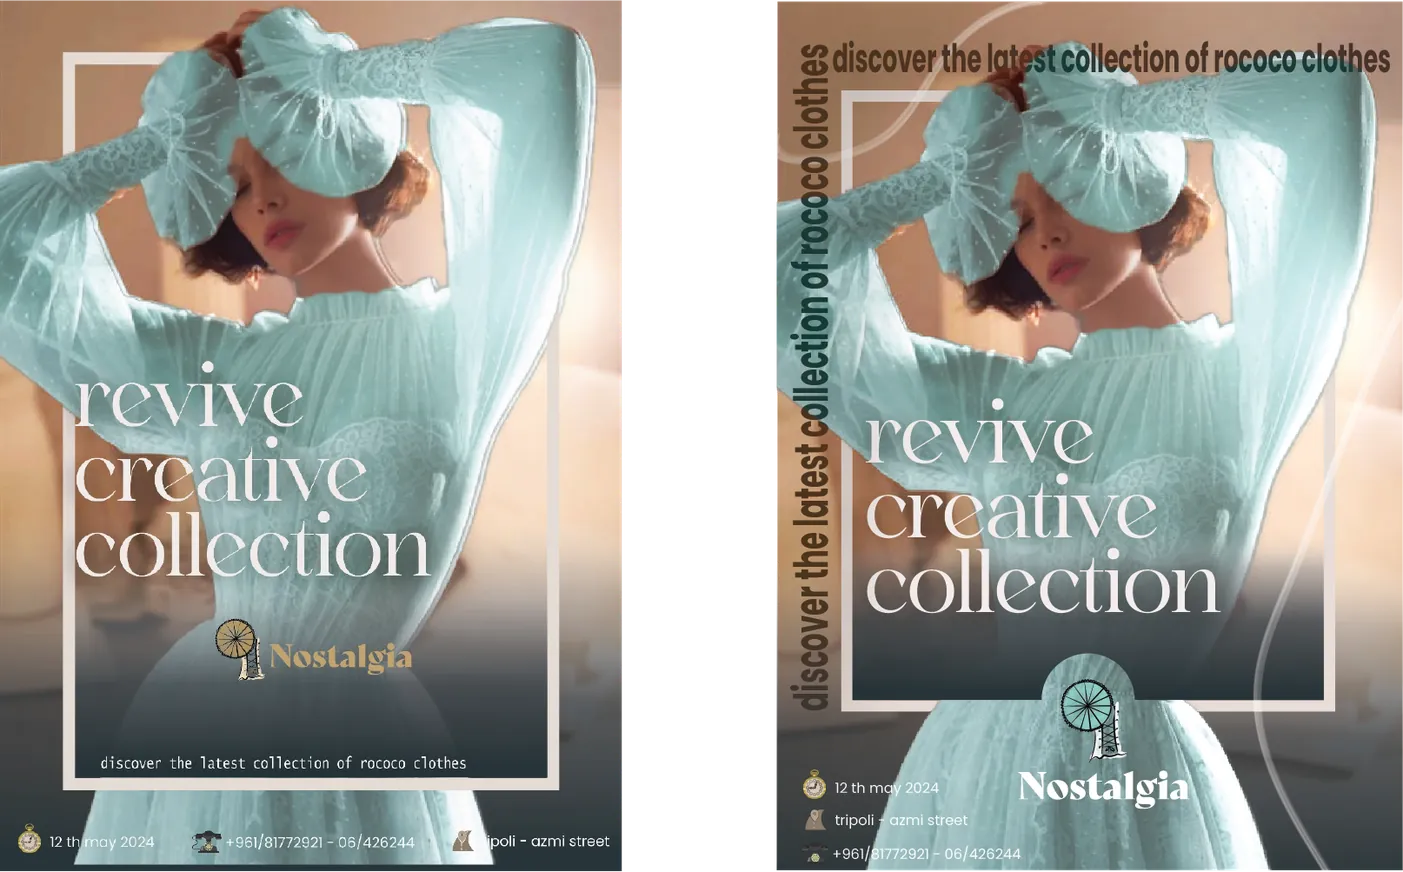 revive
creative
collection
Nostalgia
discover the latest collection of rococo clothes
12 th may 2024
+961/81772921 - 06/426244
ipoli - azmi street
discover the latest collection of rococo clothes
discover the latest collection of rococo clothes
revive
creative
collection
Nostalgia
12 th may 2024
tripoli - azmi street
+961/81772921 - 06/426244